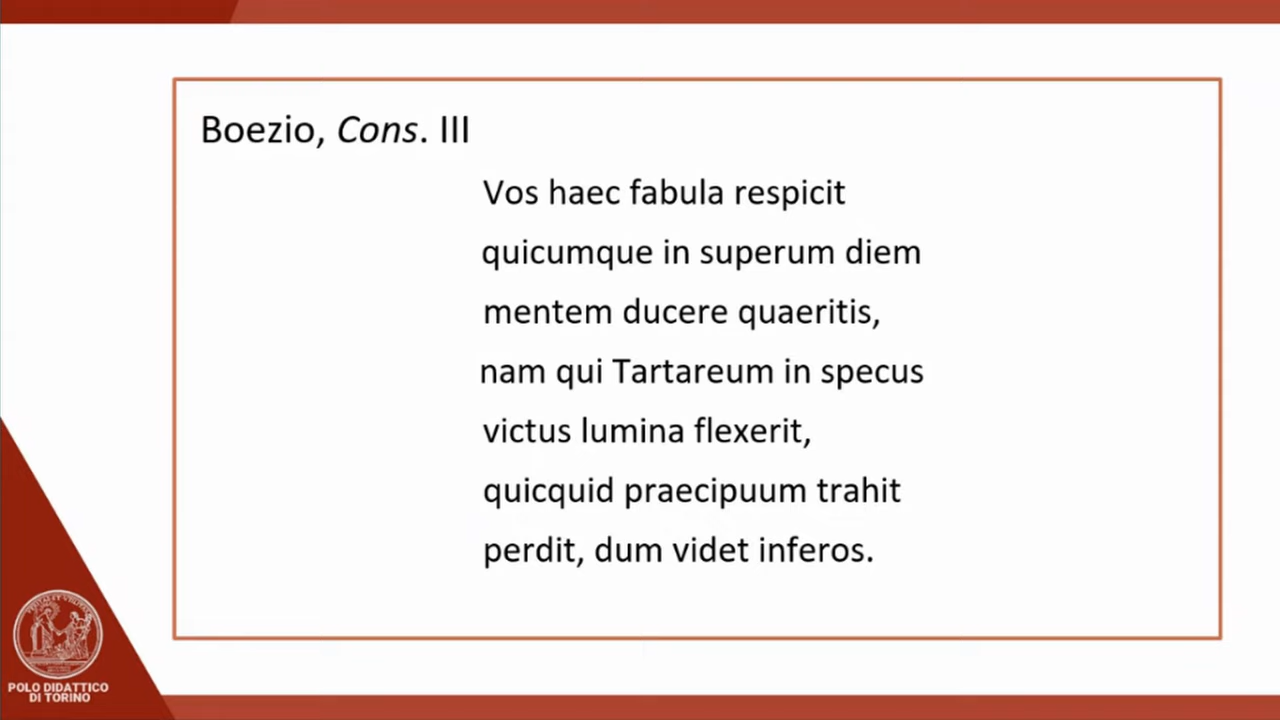 Boezio, Cons. III
Vos haec fabula respicit
quicumque in superum diem
mentem ducere quaeritis,
nam qui Tartareum in specus
victus lumina flexerit,
quicquid praecipuum trahit
perdit, dum videt inferos.
POLO DIDATTICO
DI TORINO